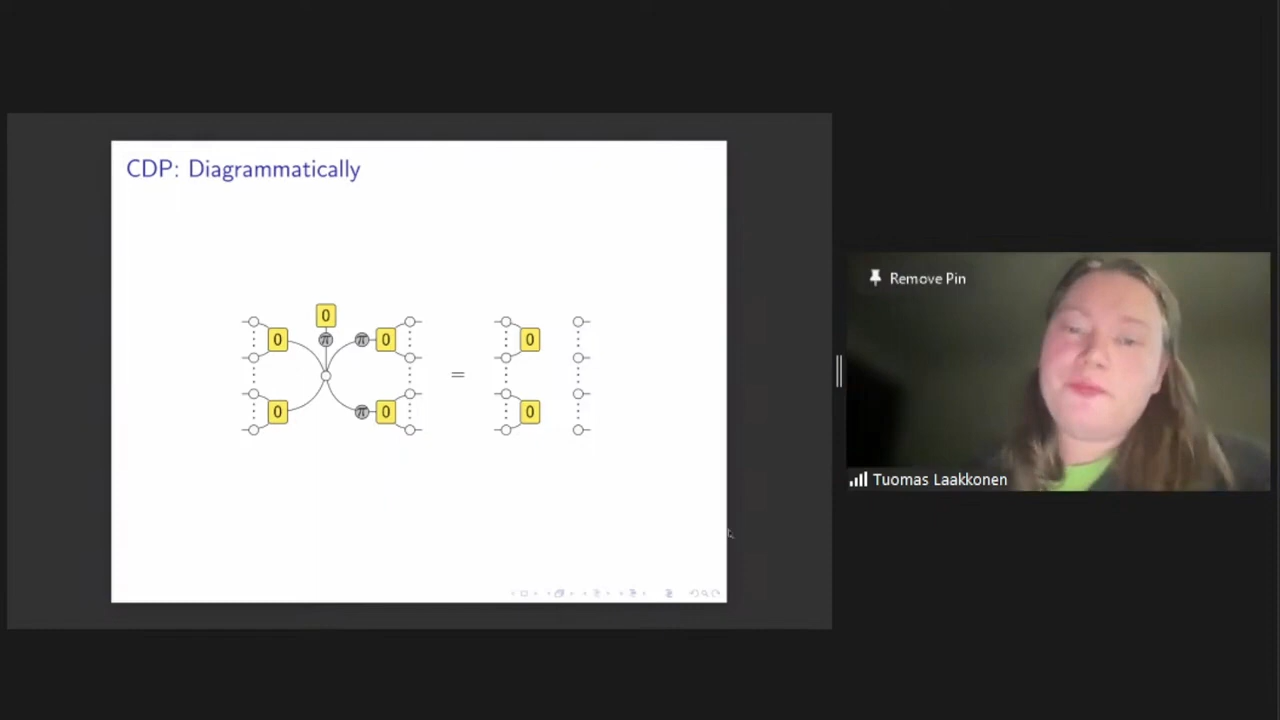 CDP: Diagrammatically
0
0 π π 0 0
=
0 π 0 0
Remove Pin
Tuomas Laakkonen